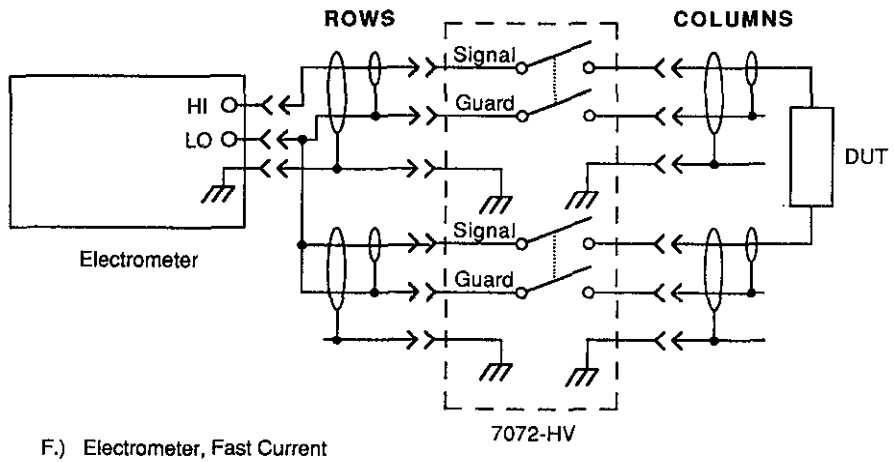 ROWS
COLUMNS
Signal
HI
Guard
LO
DUT
Electrometer
Signal
Guard
7072-HV
F.) Electrometer, Fast Current